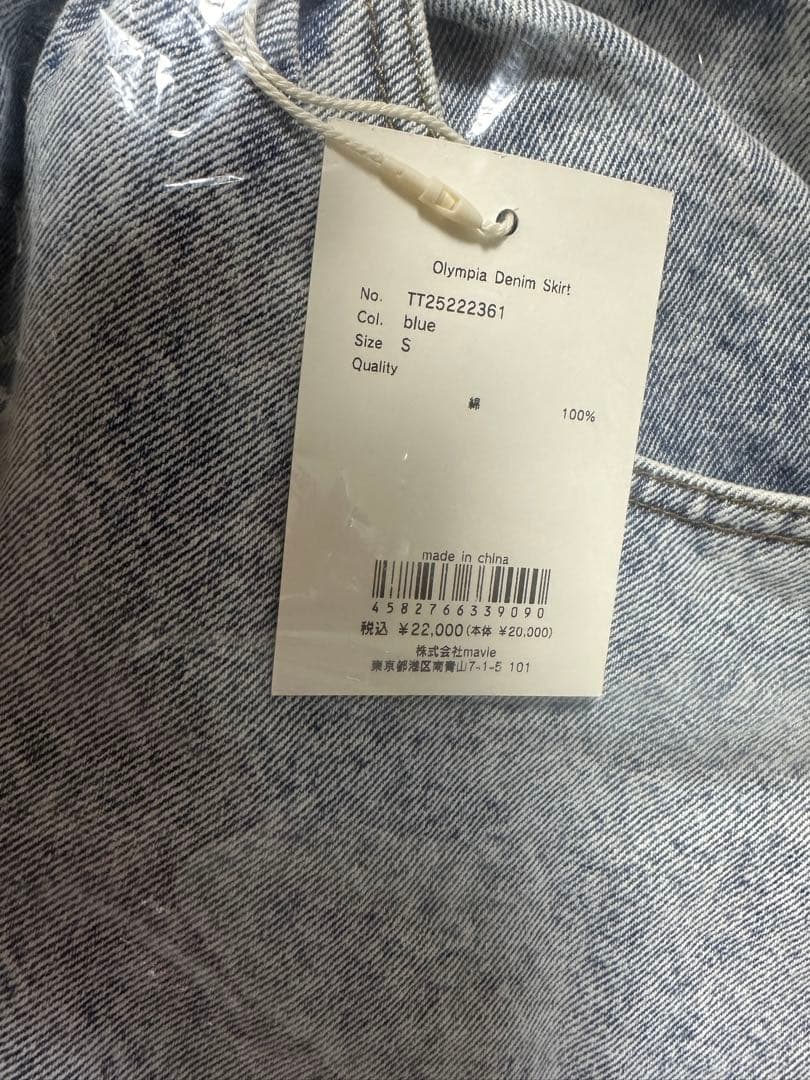 Olympia Denim Skirt
No. TT25222361
Col. blue
Size S
Quality
綿 100%
made in china
4582766339090
税込 ¥22,000(本体 ¥20,000)
株式会社mavie
東京都港区南青山7-1-5 101